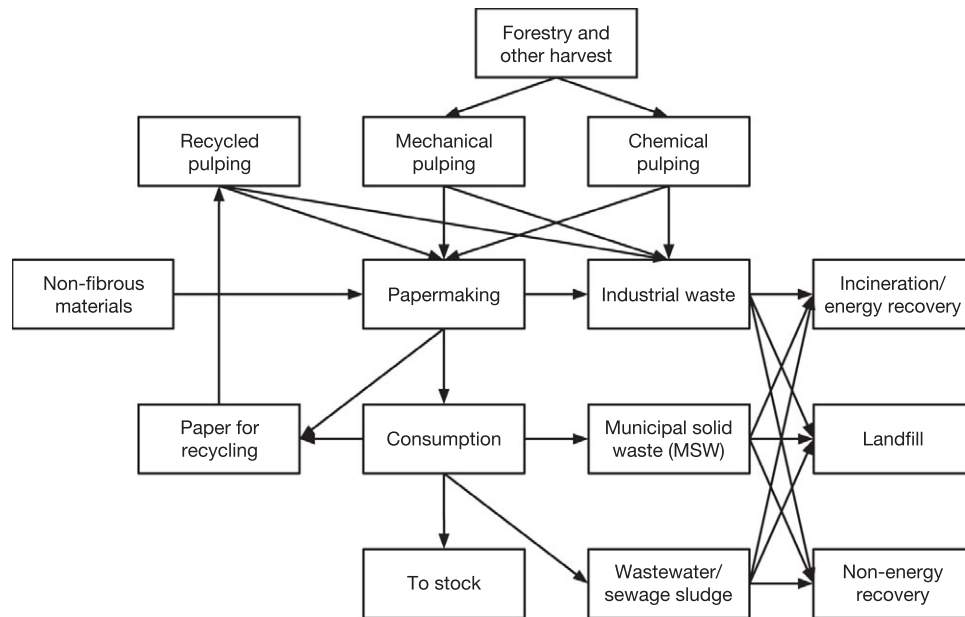 Forestry and
other harvest
Recycled
pulping
Mechanical
pulping
Chemical
pulping
Non-fibrous
materials
Papermaking
Industrial waste
Incineration/
energy recovery
Paper for
recycling
Consumption
Municipal solid
waste (MSW)
Landfill
To stock
Wastewater/
sewage sludge
Non-energy
recovery